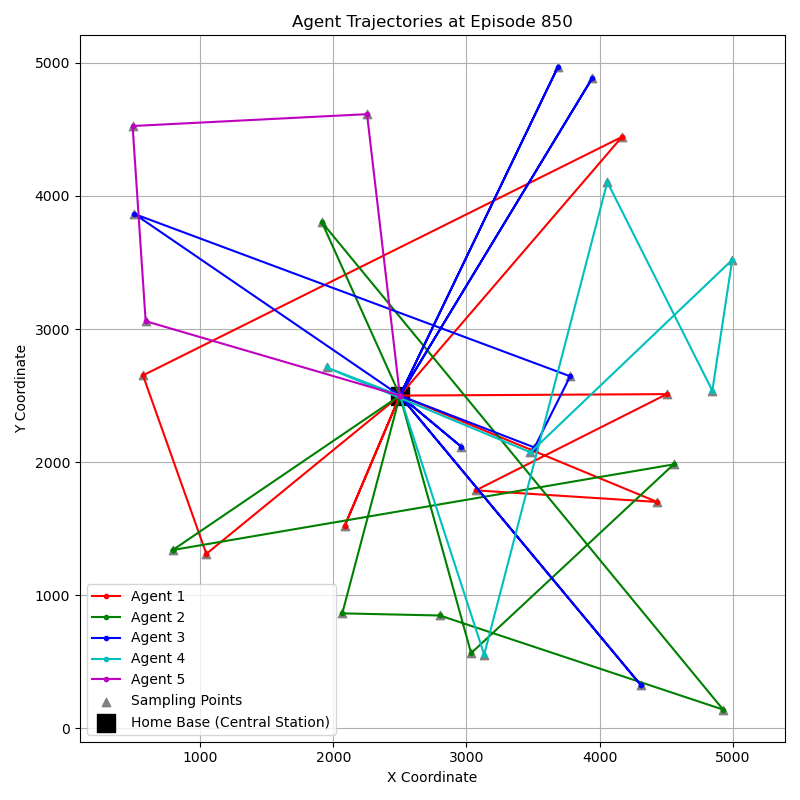 Agent Trajectories at Episode 850
Y Coordinate
5000
4000
3000
2000
1000
0
Agent 1
Agent 2
Agent 3
Agent 4
Agent 5
Sampling Points
Home Base (Central Station)
1000 2000 3000 4000 5000
X Coordinate